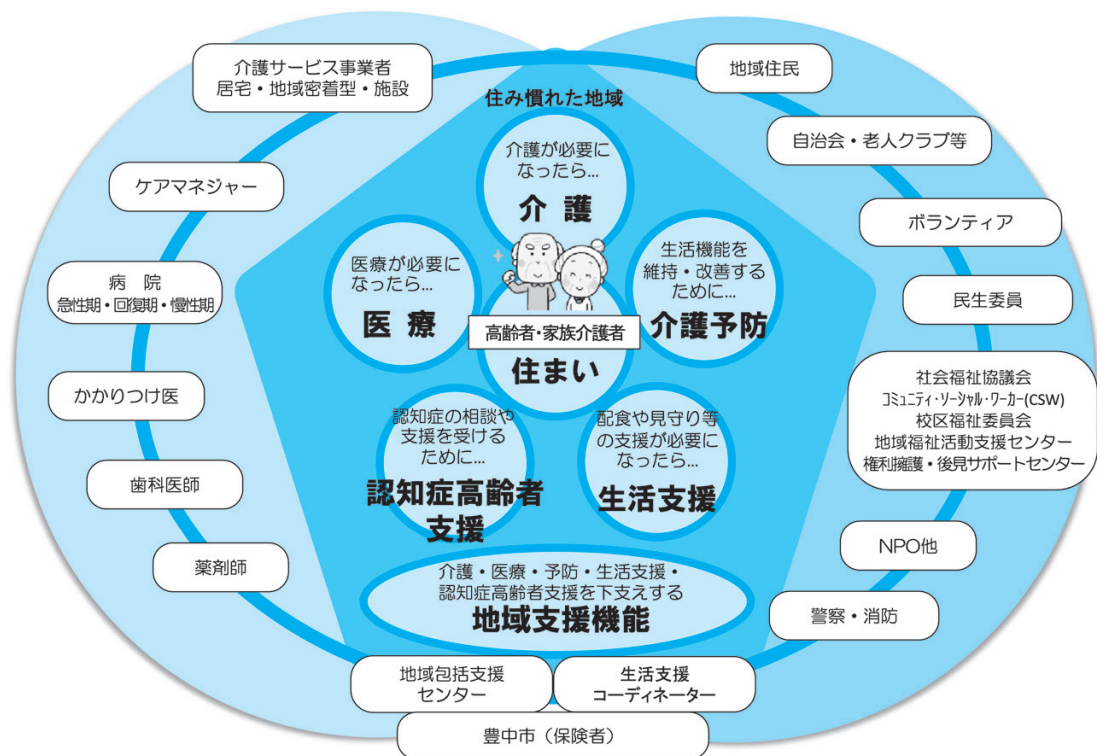 介護サービス事業者
居宅・地域密着型・施設
ケアマネジャー
病 院
急性期・回復期・慢性期
かかりつけ医
歯科医師
薬剤師
住み慣れた地域
介護が必要に
なったら...
介 護
医療が必要に
なったら...
医 療
生活機能を
維持・改善する
ために...
介護予防
高齢者・家族介護者
住まい
認知症の相談や
支援を受ける
ために...
認知症高齢者
支援
配食や見守り等
の支援が必要に
なったら...
生活支援
介護・医療・予防・生活支援・
認知症高齢者支援を下支えする
地域支援機能
地域住民
自治会・老人クラブ等
ボランティア
民生委員
社会福祉協議会
コミュニティ・ソーシャル・ワーカー(CSW)
校区福祉委員会
地域福祉活動支援センター
権利擁護・後見サポートセンター
NPO他
警察・消防
地域包括支援
センター
生活支援
コーディネーター
豊中市（保険者）